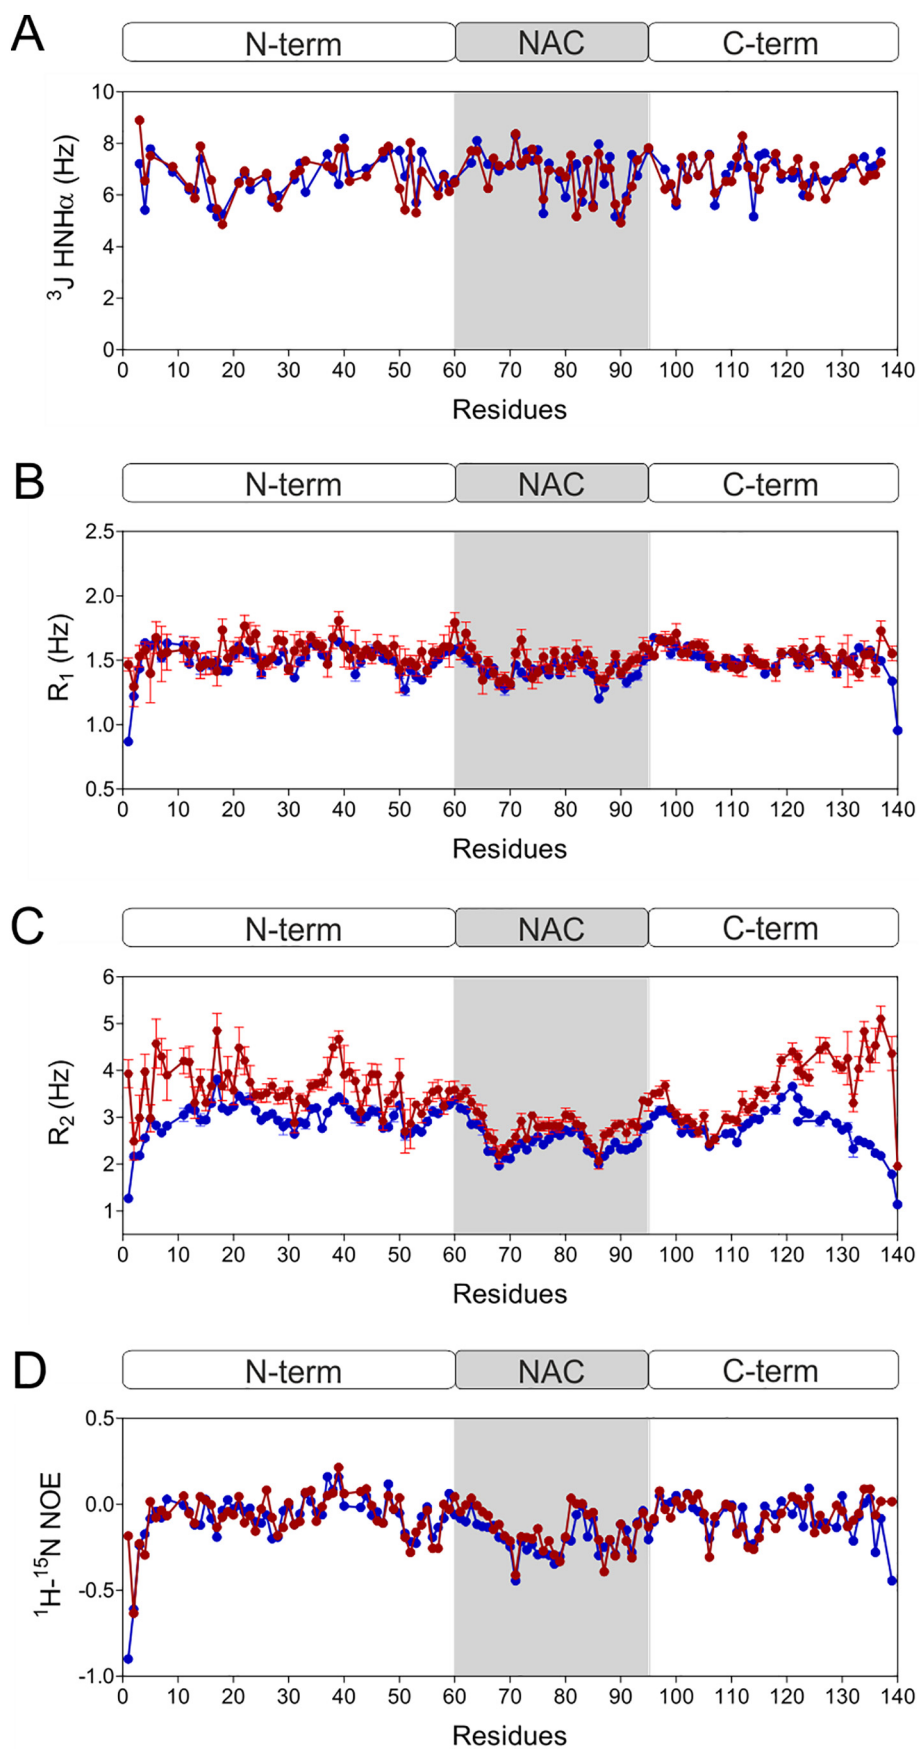 A
N-term NAC C-term
10
8
6
4
2
0
³J HNHα (Hz)
0 10 20 30 40 50 60 70 80 90 100 110 120 130 140
Residues
B
N-term NAC C-term
2.5
2.0
1.5
1.0
0.5
R₁ (Hz)
0 10 20 30 40 50 60 70 80 90 100 110 120 130 140
Residues
C
N-term NAC C-term
6
5
4
3
2
1
R₂ (Hz)
0 10 20 30 40 50 60 70 80 90 100 110 120 130 140
Residues
D
N-term NAC C-term
0.5
0.0
-0.5
-1.0
¹H-¹⁵N NOE
0 10 20 30 40 50 60 70 80 90 100 110 120 130 140
Residues